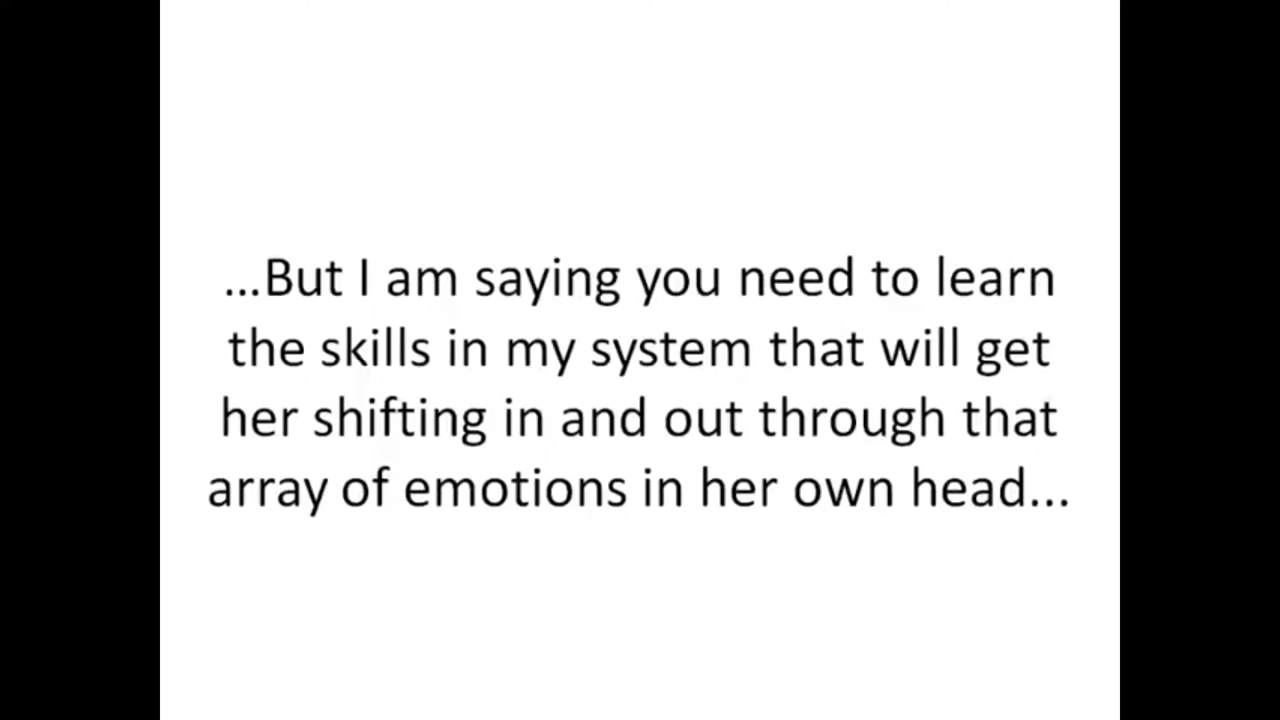 ...But I am saying you need to learn
the skills in my system that will get
her shifting in and out through that
array of emotions in her own head...